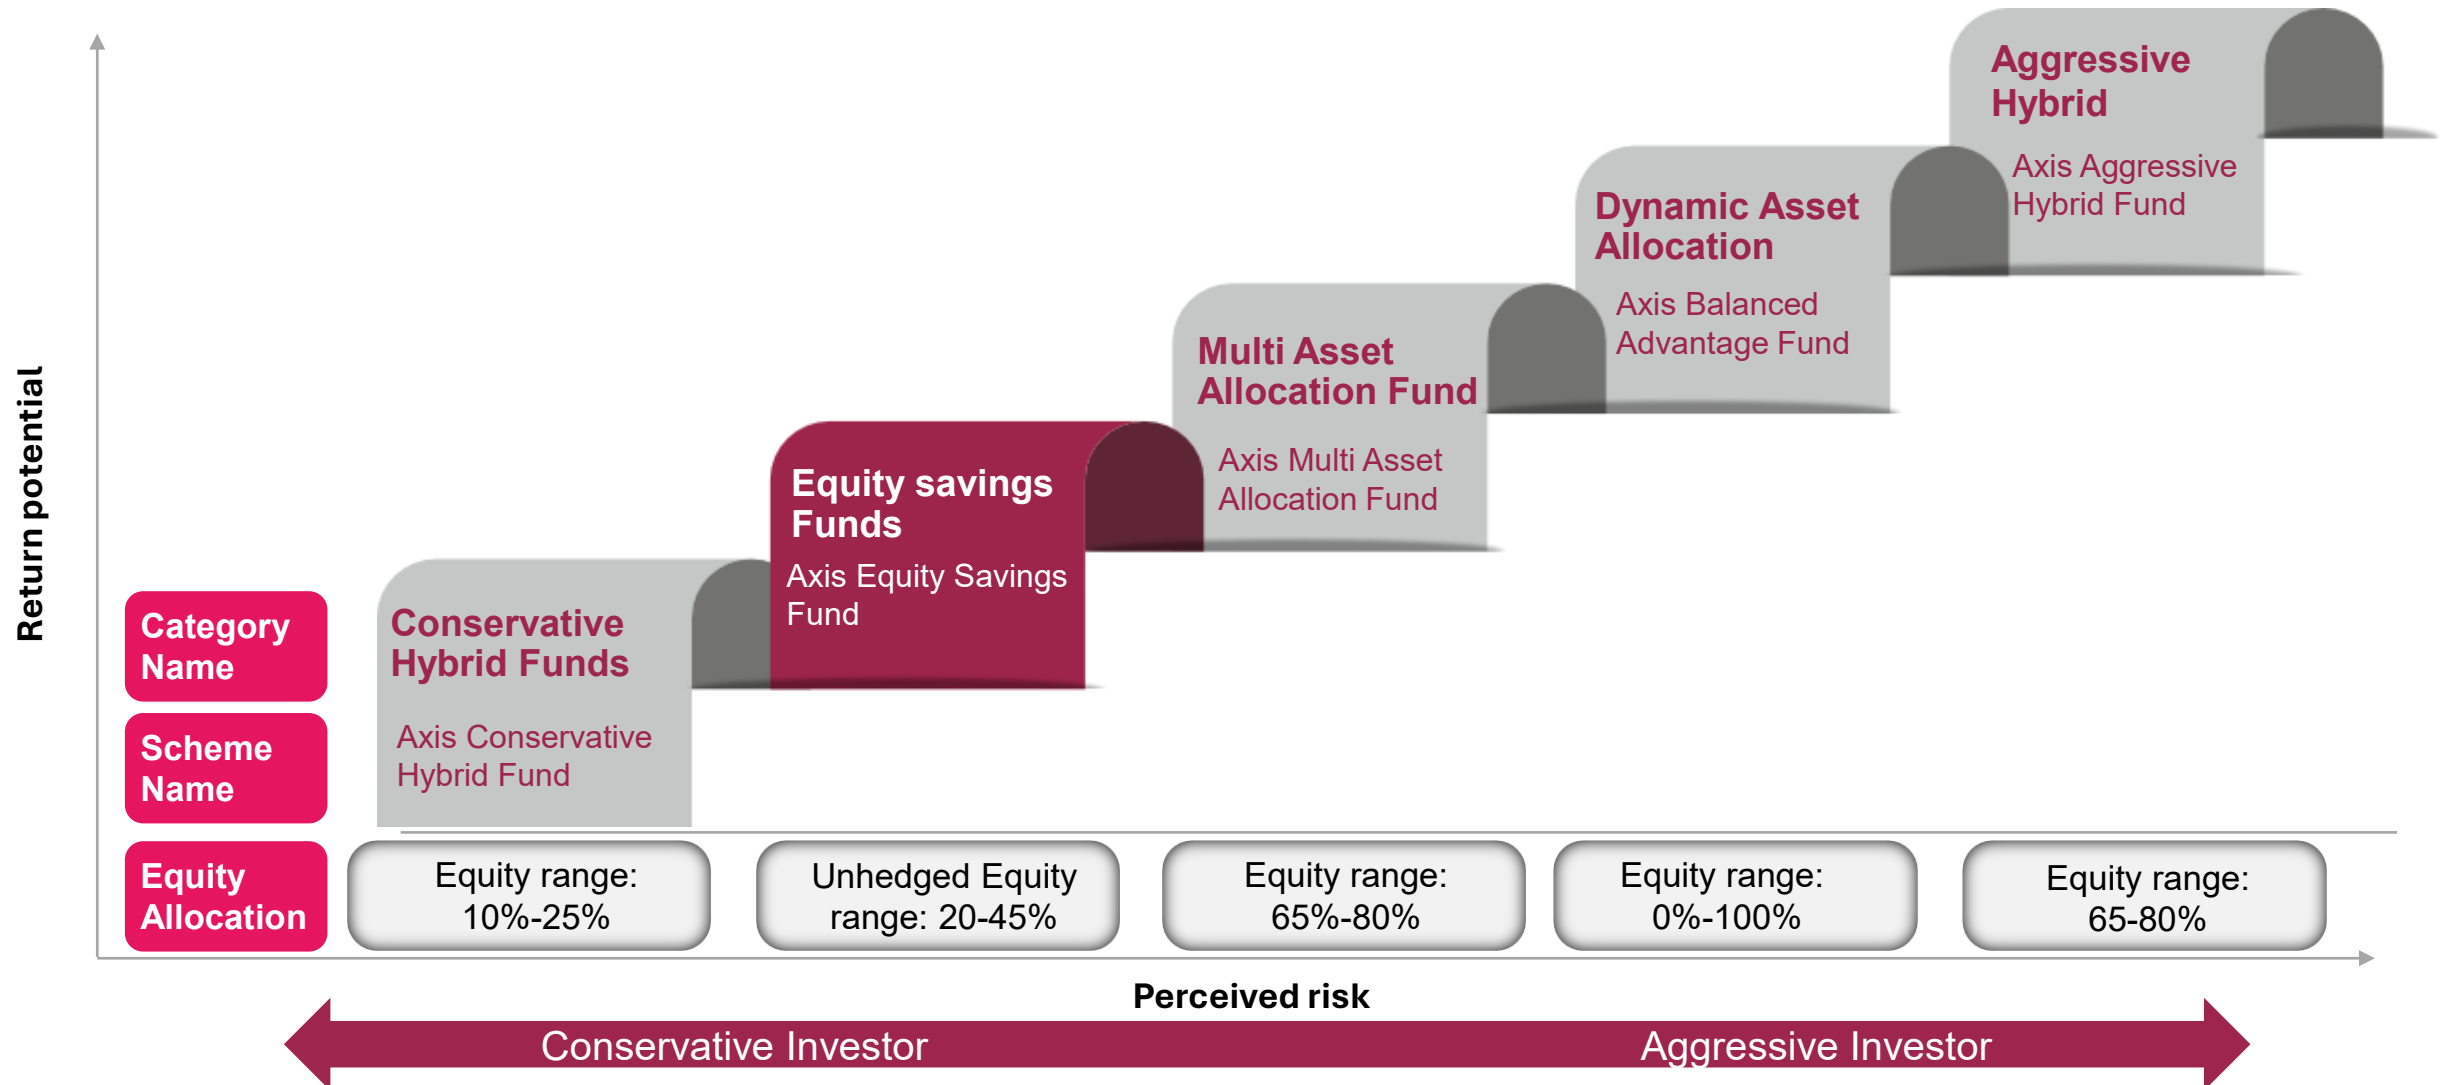 Aggressive
Hybrid
Axis Aggressive
Hybrid Fund
Dynamic Asset
Allocation
Axis Balanced
Advantage Fund
Multi Asset
Allocation Fund
Axis Multi Asset
Allocation Fund
Equity savings
Funds
Axis Equity Savings
Fund
Conservative
Hybrid Funds
Axis Conservative
Hybrid Fund
Return potential
Category
Name
Scheme
Name
Equity
Allocation
Equity range:
10%-25%
Unhedged Equity
range: 20-45%
Equity range:
65%-80%
Equity range:
0%-100%
Equity range:
65-80%
Perceived risk
Conservative Investor
Aggressive Investor